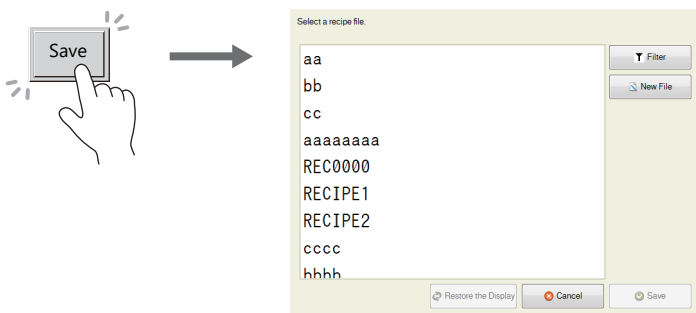 Save
Select a recipe file.
aa
bb
cc
aaaaaaaa
REC0000
RECIPE1
RECIPE2
cccc
bbbb
Filter
New File
Restore the Display
Cancel
Save